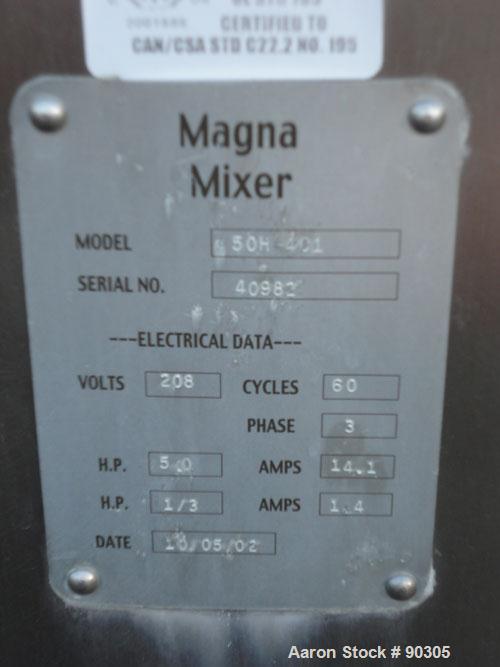 CERTIFIED TO
CAN/CSA STD C22.2 NO. 195
Magna
Mixer
MODEL 50H-401
SERIAL NO. 40982
---ELECTRICAL DATA---
VOLTS 208 CYCLES 60
PHASE 3
H.P. 5.0 AMPS 14.1
H.P. 1/3 AMPS 1.4
DATE 10/05/02
Aaron Stock # 90305